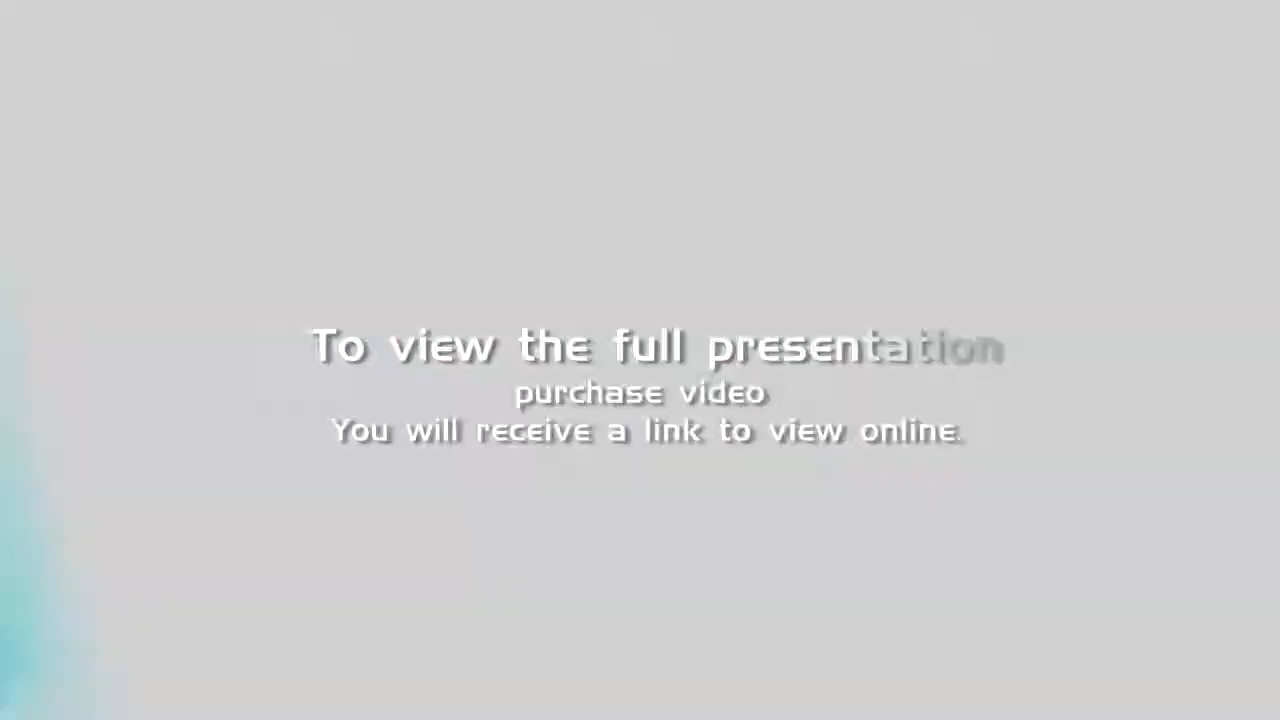 To view the full presentation
purchase video
You will receive a link to view online.